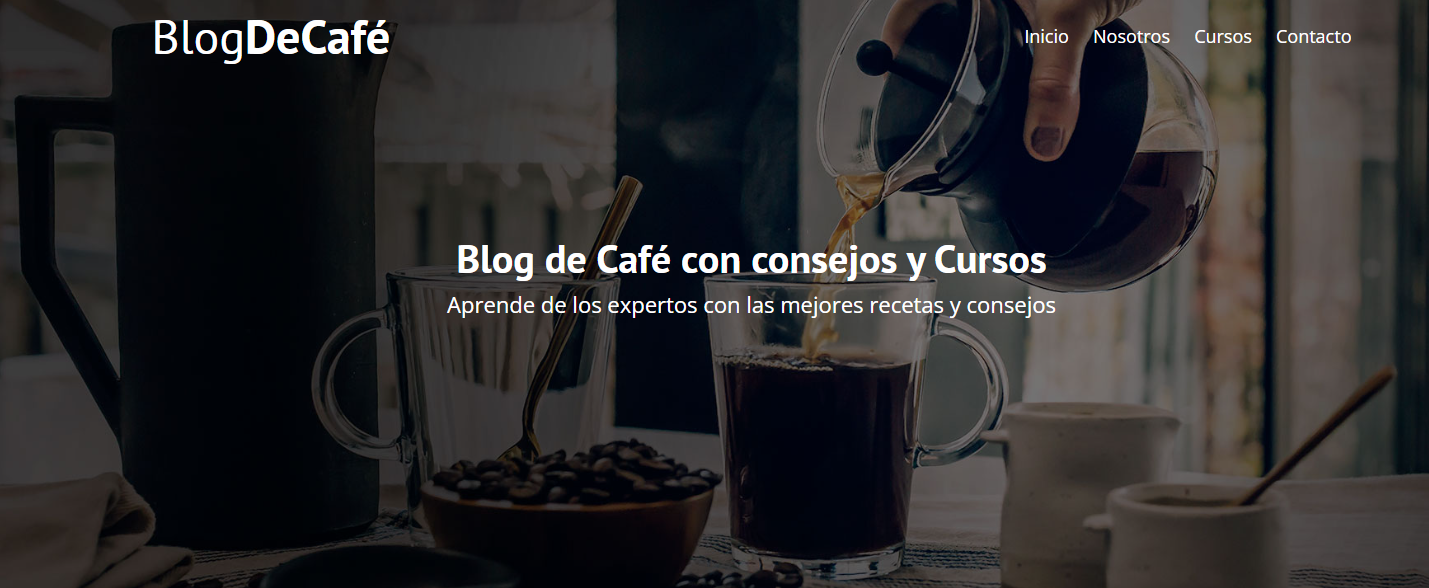 BlogDeCafé
Inicio Nosotros Cursos Contacto
Blog de Café con consejos y Cursos
Aprende de los expertos con las mejores recetas y consejos